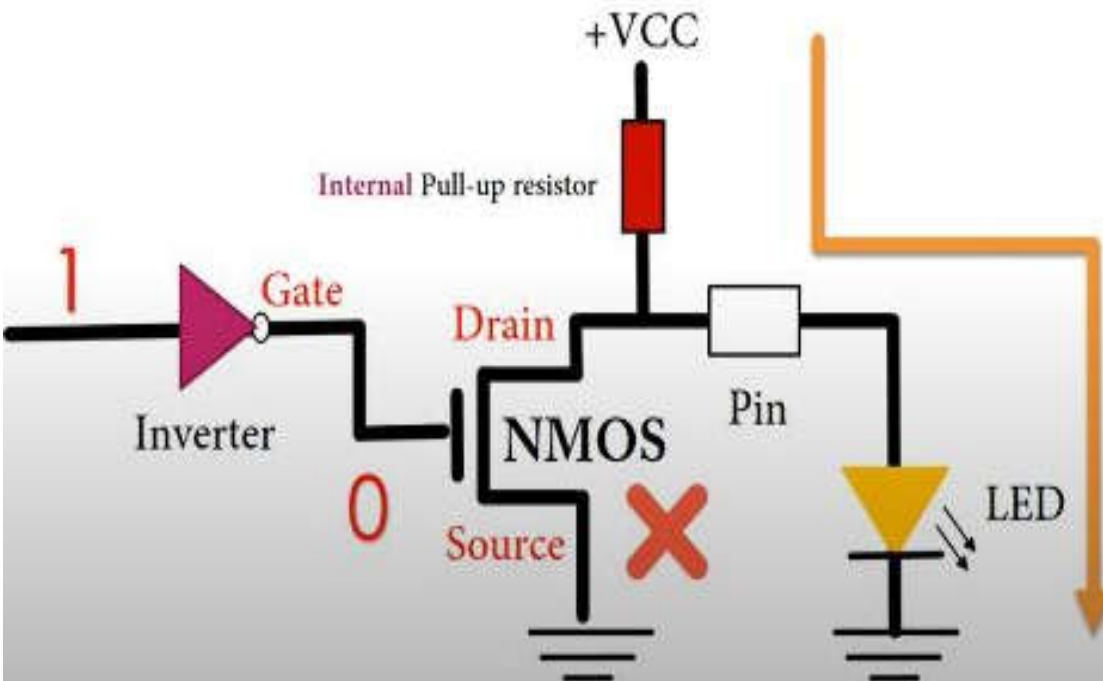 +VCC
Internal Pull-up resistor
1
Gate
Drain
Inverter
NMOS
Pin
0
Source
LED